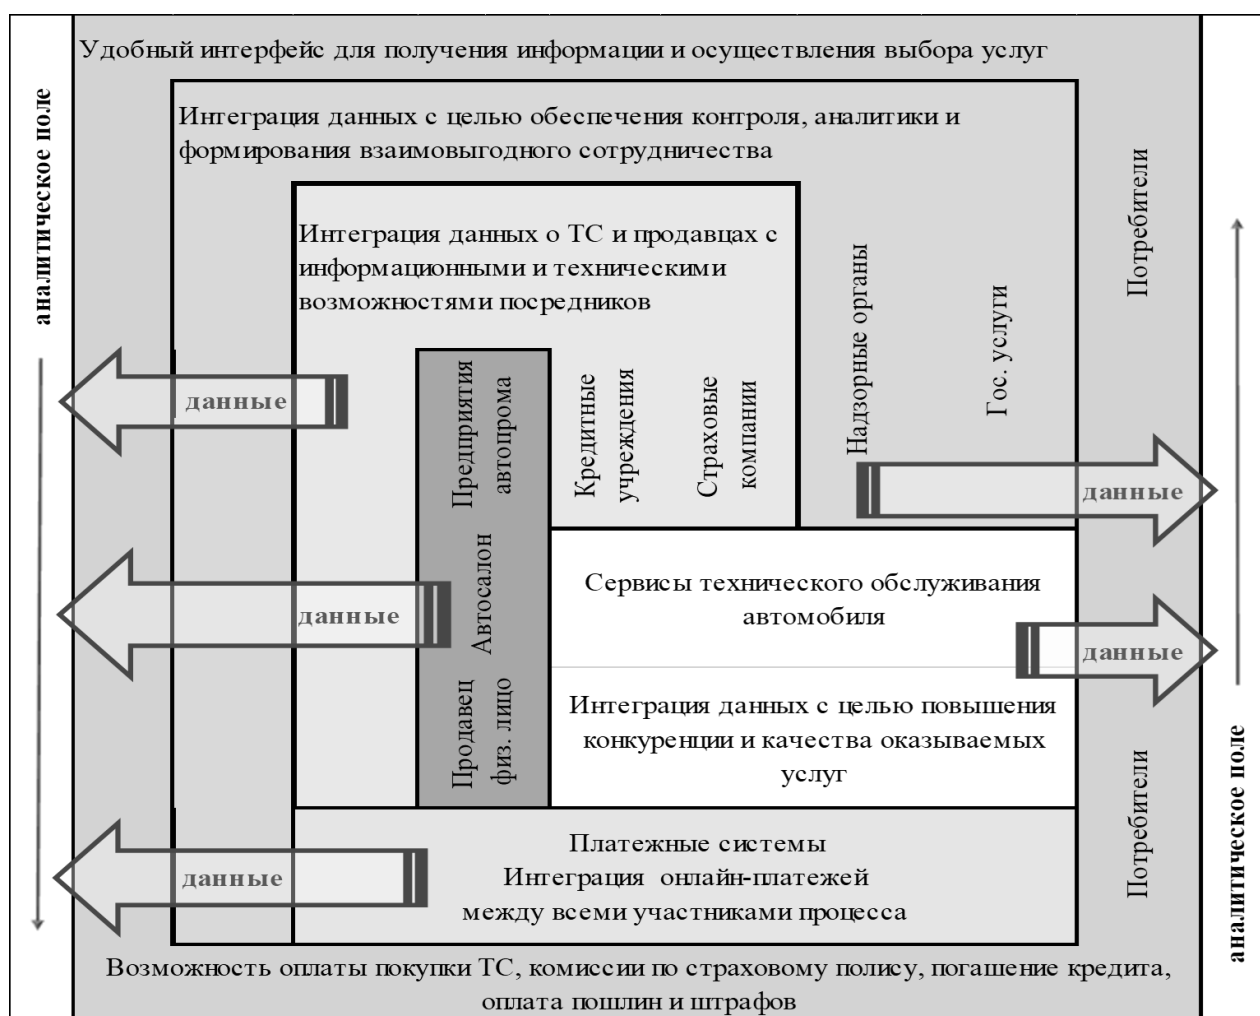 Удобный интерфейс для получения информации и осуществления выбора услуг
аналитическое поле
Интеграция данных с целью обеспечения контроля, аналитики и
формирования взаимовыгодного сотрудничества
Потребители
Интеграция данных о ТС и продавцах с
информационными и техническими
возможностями посредников
Надзорные органы
Гос. услуги
данные
Предприятия
автопрома
Кредитные
учреждения
Страховые
компании
данные
Автосалон
данные
Сервисы технического обслуживания
автомобиля
данные
Продавец
физ. лицо
Интеграция данных с целью повышения
конкуренции и качества оказываемых
услуг
Потребители
аналитическое поле
данные
Платежные системы
Интеграция онлайн-платежей
между всеми участниками процесса
Возможность оплаты покупки ТС, комиссии по страховому полису, погашение кредита,
оплата пошлин и штрафов